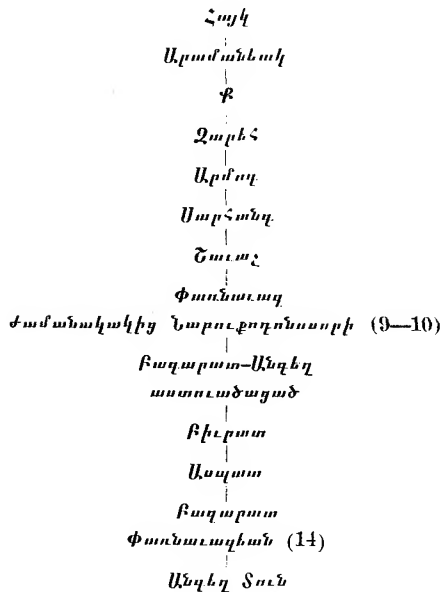 Հայկ
Արամանեակ
Ք
Զարեհ
Արմոգ
Սարհանգ
Շաւաշ
Փառնաւազ
Ժամանակակից Նաբուքոդոնոսորի (9—10)
Բագարատ-Անգեղ
աստուածացած
Բիւրատ
Ասպատ
Բագարատ
Փառնաւազեան (14)
Անգեղ Տուն